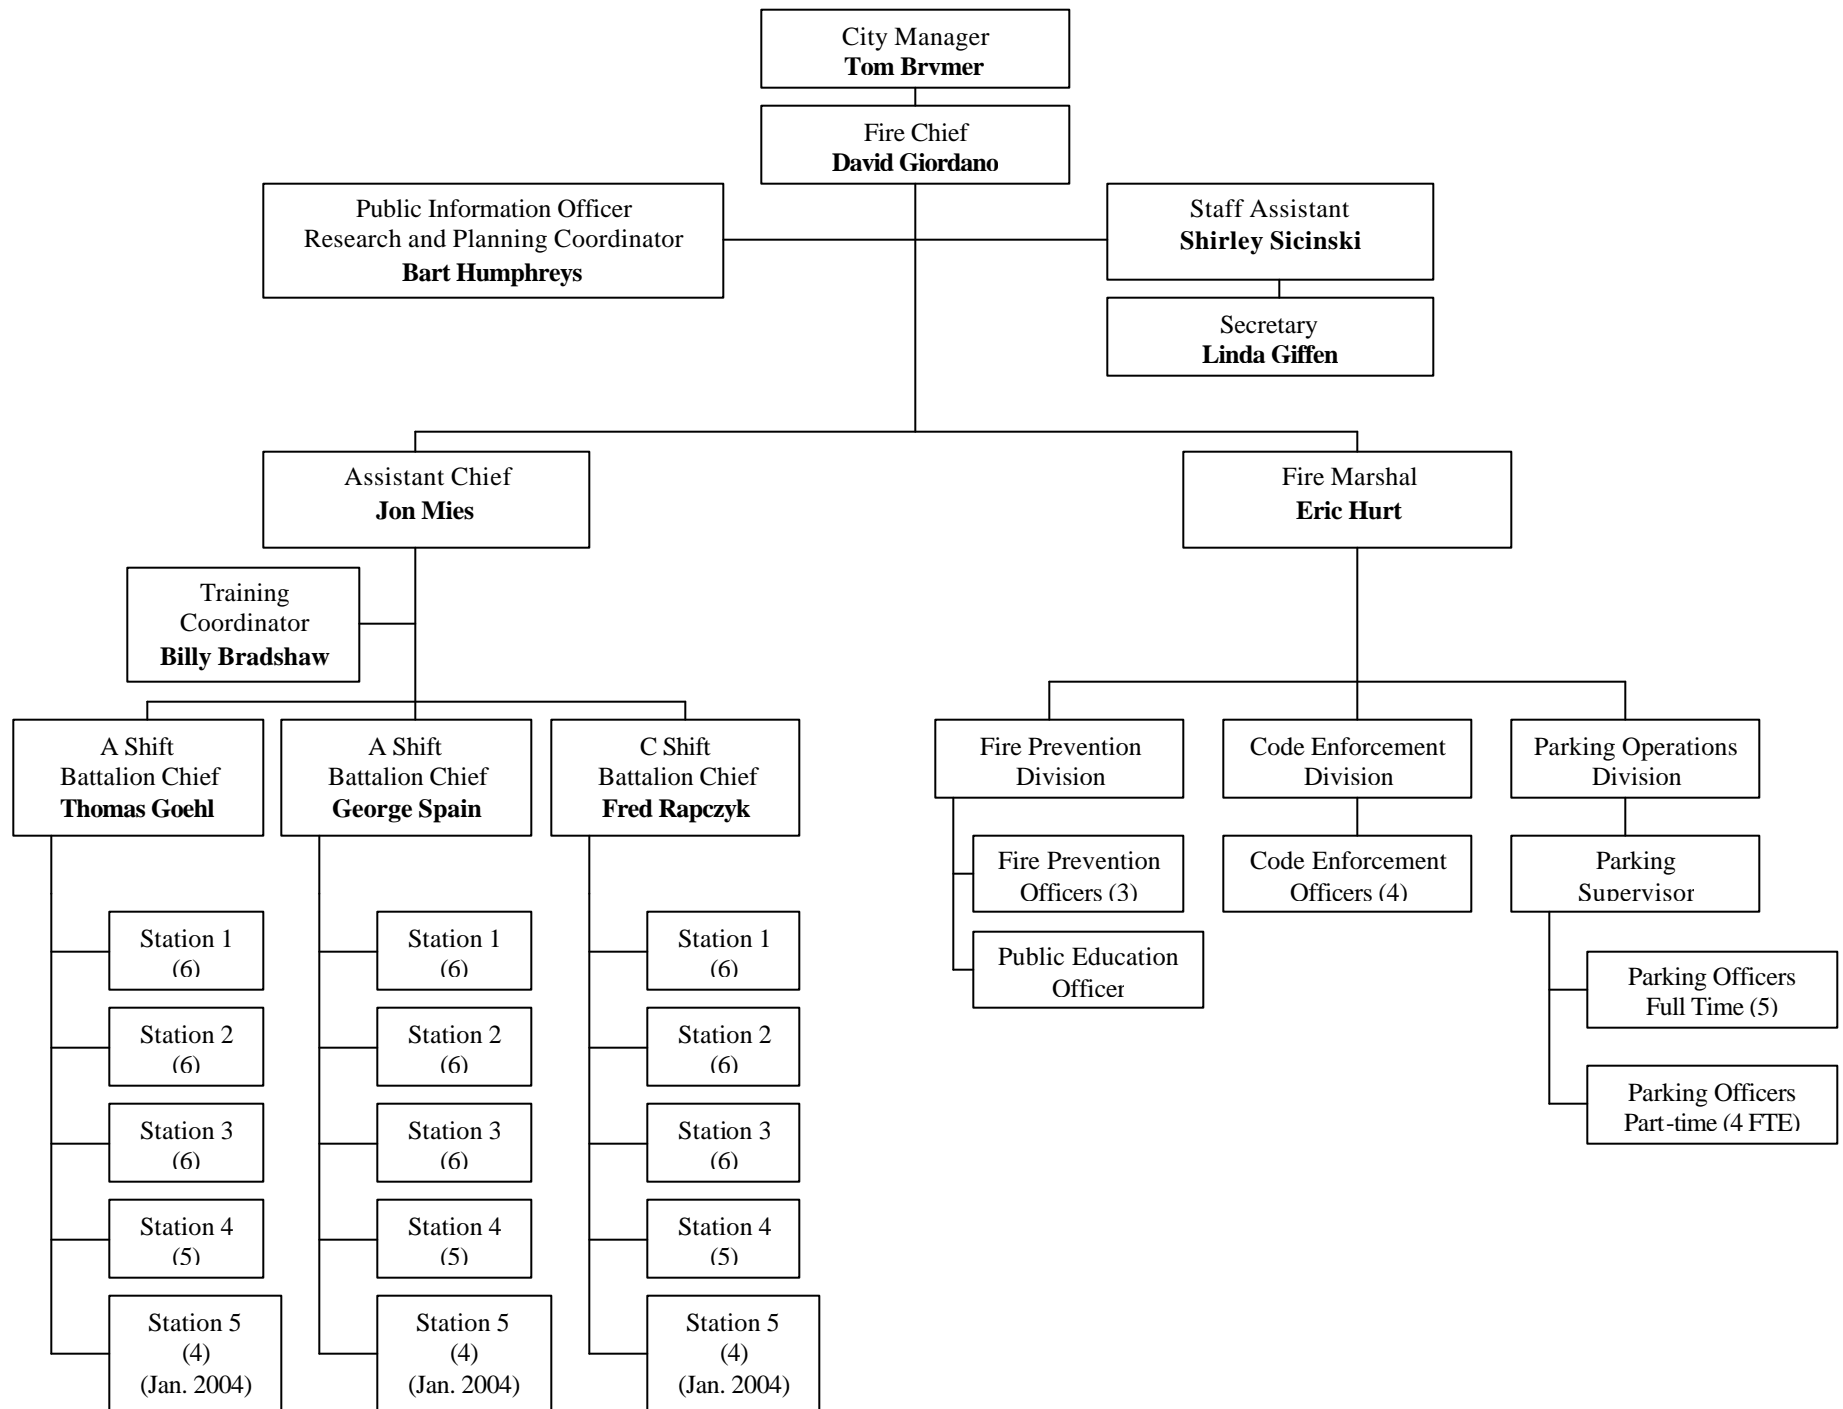 City Manager
Tom Brymer
Fire Chief
David Giordano
Public Information Officer
Research and Planning Coordinator
Bart Humphreys
Staff Assistant
Shirley Sicinski
Secretary
Linda Giffen
Assistant Chief
Jon Mies
Fire Marshal
Eric Hurt
Training
Coordinator
Billy Bradshaw
A Shift
Battalion Chief
Thomas Goehl
A Shift
Battalion Chief
George Spain
C Shift
Battalion Chief
Fred Rapczyk
Fire Prevention
Division
Code Enforcement
Division
Parking Operations
Division
Fire Prevention
Officers (3)
Code Enforcement
Officers (4)
Parking
Supervisor
Public Education
Officer
Parking Officers
Full Time (5)
Parking Officers
Part-time (4 FTE)
Station 1
(6)
Station 2
(6)
Station 3
(6)
Station 4
(5)
Station 5
(4)
(Jan. 2004)
Station 1
(6)
Station 2
(6)
Station 3
(6)
Station 4
(5)
Station 5
(4)
(Jan. 2004)
Station 1
(6)
Station 2
(6)
Station 3
(6)
Station 4
(5)
Station 5
(4)
(Jan. 2004)